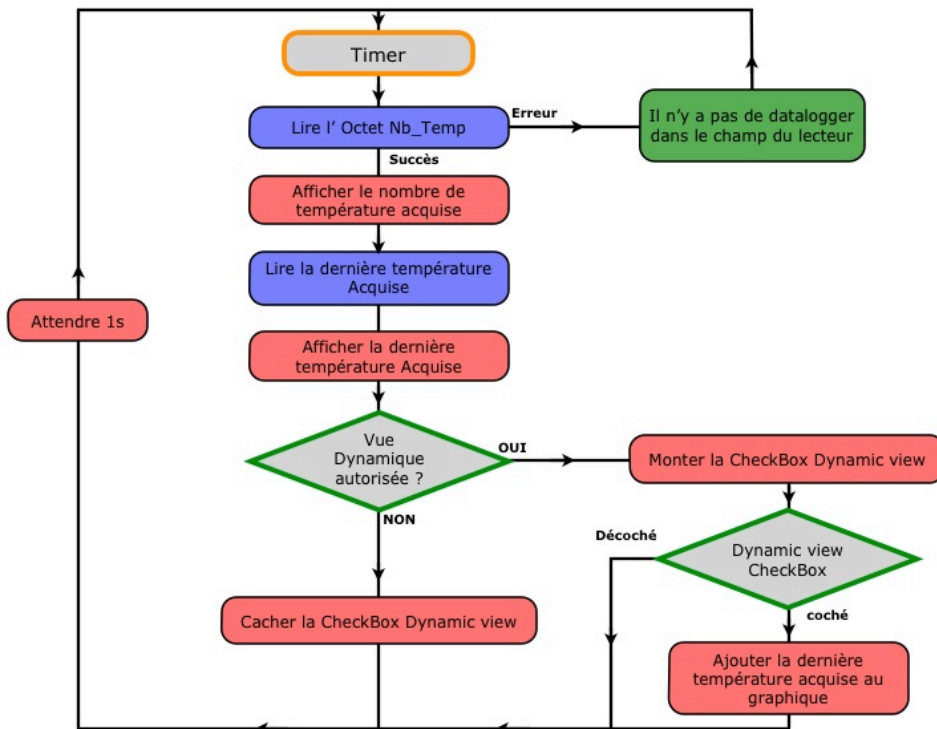 Timer
Lire l' Octet Nb_Temp
Erreur
Il n'y a pas de datalogger
dans le champ du lecteur
Succès
Afficher le nombre de
température acquise
Lire la dernière température
Acquise
Attendre 1s
Afficher la dernière
température Acquise
Vue
Dynamique
autorisée ?
OUI
Monter la CheckBox Dynamic view
NON
Décoché
Dynamic view
CheckBox
coché
Cacher la CheckBox Dynamic view
Ajouter la dernière
température acquise au
graphique